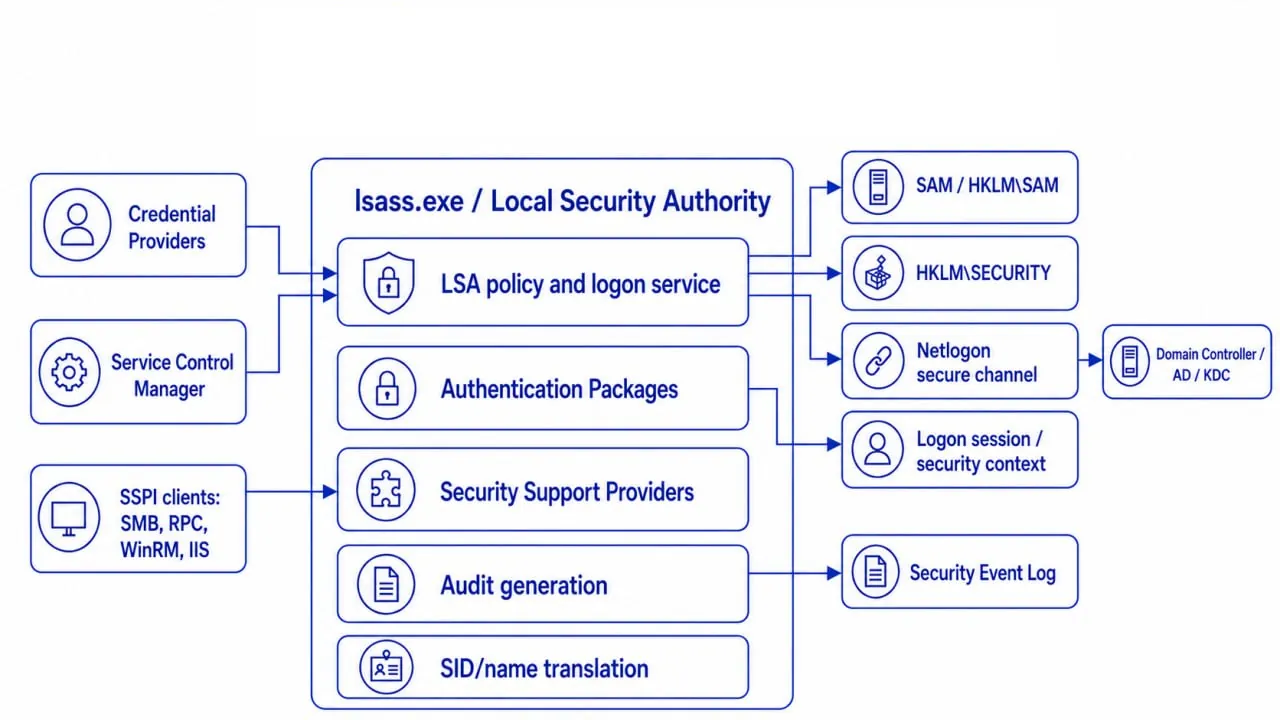 Credential
Providers
Service Control
Manager
SSPI clients:
SMB, RPC,
WinRM, IIS
lsass.exe / Local Security Authority
LSA policy and logon service
Authentication Packages
Security Support Providers
Audit generation
SID/name translation
SAM / HKLM\SAM
HKLM\SECURITY
Netlogon
secure channel
Domain Controller /
AD / KDC
Logon session /
security context
Security Event Log